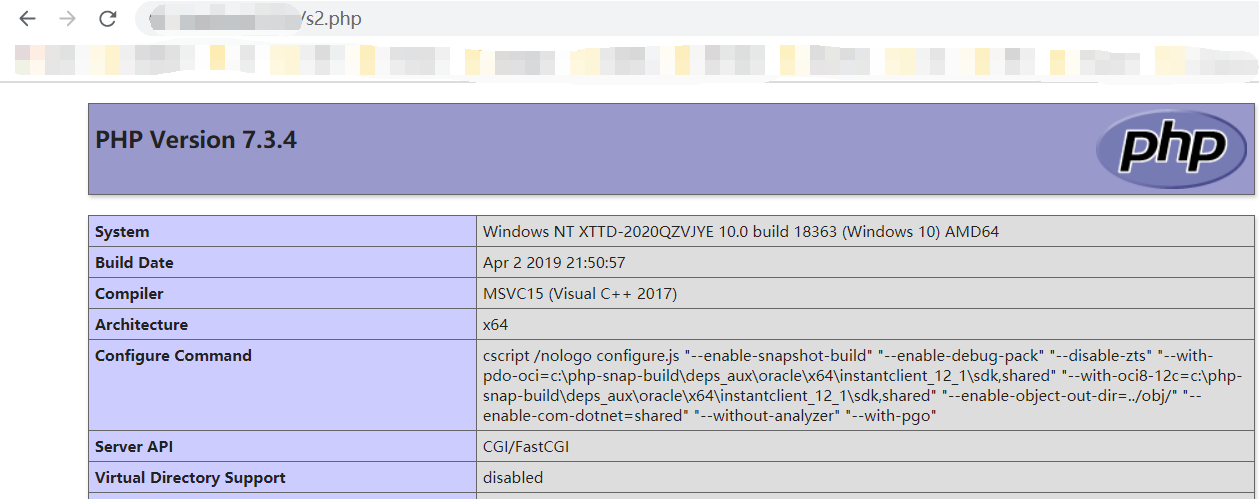 /s2.php
PHP Version 7.3.4
php
System
Windows NT XTTD-2020QZVJYE 10.0 build 18363 (Windows 10) AMD64
Build Date
Apr 2 2019 21:50:57
Compiler
MSVC15 (Visual C++ 2017)
Architecture
x64
Configure Command
cscript /nologo configure.js "--enable-snapshot-build" "--enable-debug-pack" "--disable-zts" "--with-
pdo-oci=c:\php-snap-build\deps_aux\oracle\x64\instantclient_12_1\sdk,shared" "--with-oci8-12c=c:\php-
snap-build\deps_aux\oracle\x64\instantclient_12_1\sdk,shared" "--enable-object-out-dir=../obj/" "--
enable-com-dotnet=shared" "--without-analyzer" "--with-pgo"
Server API
CGI/FastCGI
Virtual Directory Support
disabled